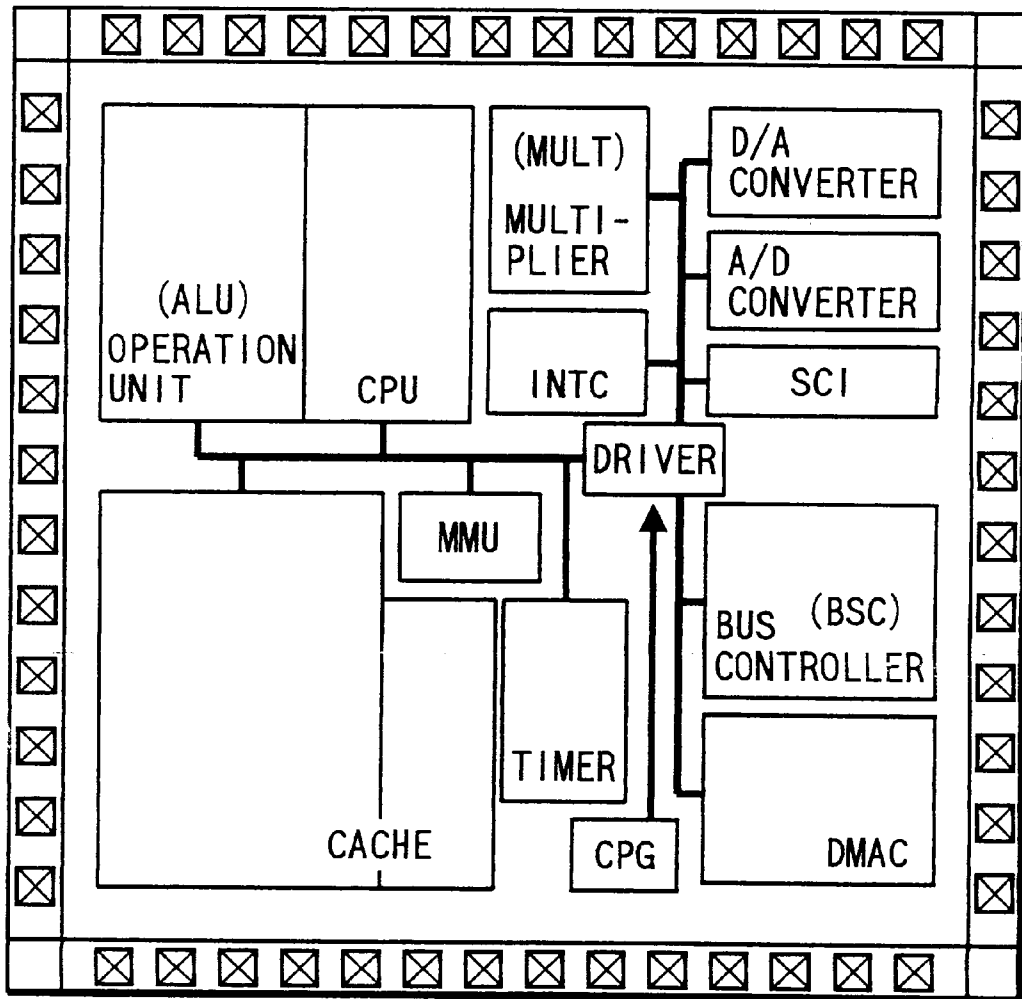 (ALU)
OPERATION
UNIT
CPU
(MULT)
MULTI-
PLIER
D/A
CONVERTER
A/D
CONVERTER
INTC
SCI
DRIVER
MMU
BUS (BSC)
CONTROLLER
TIMER
CACHE
CPG
DMAC